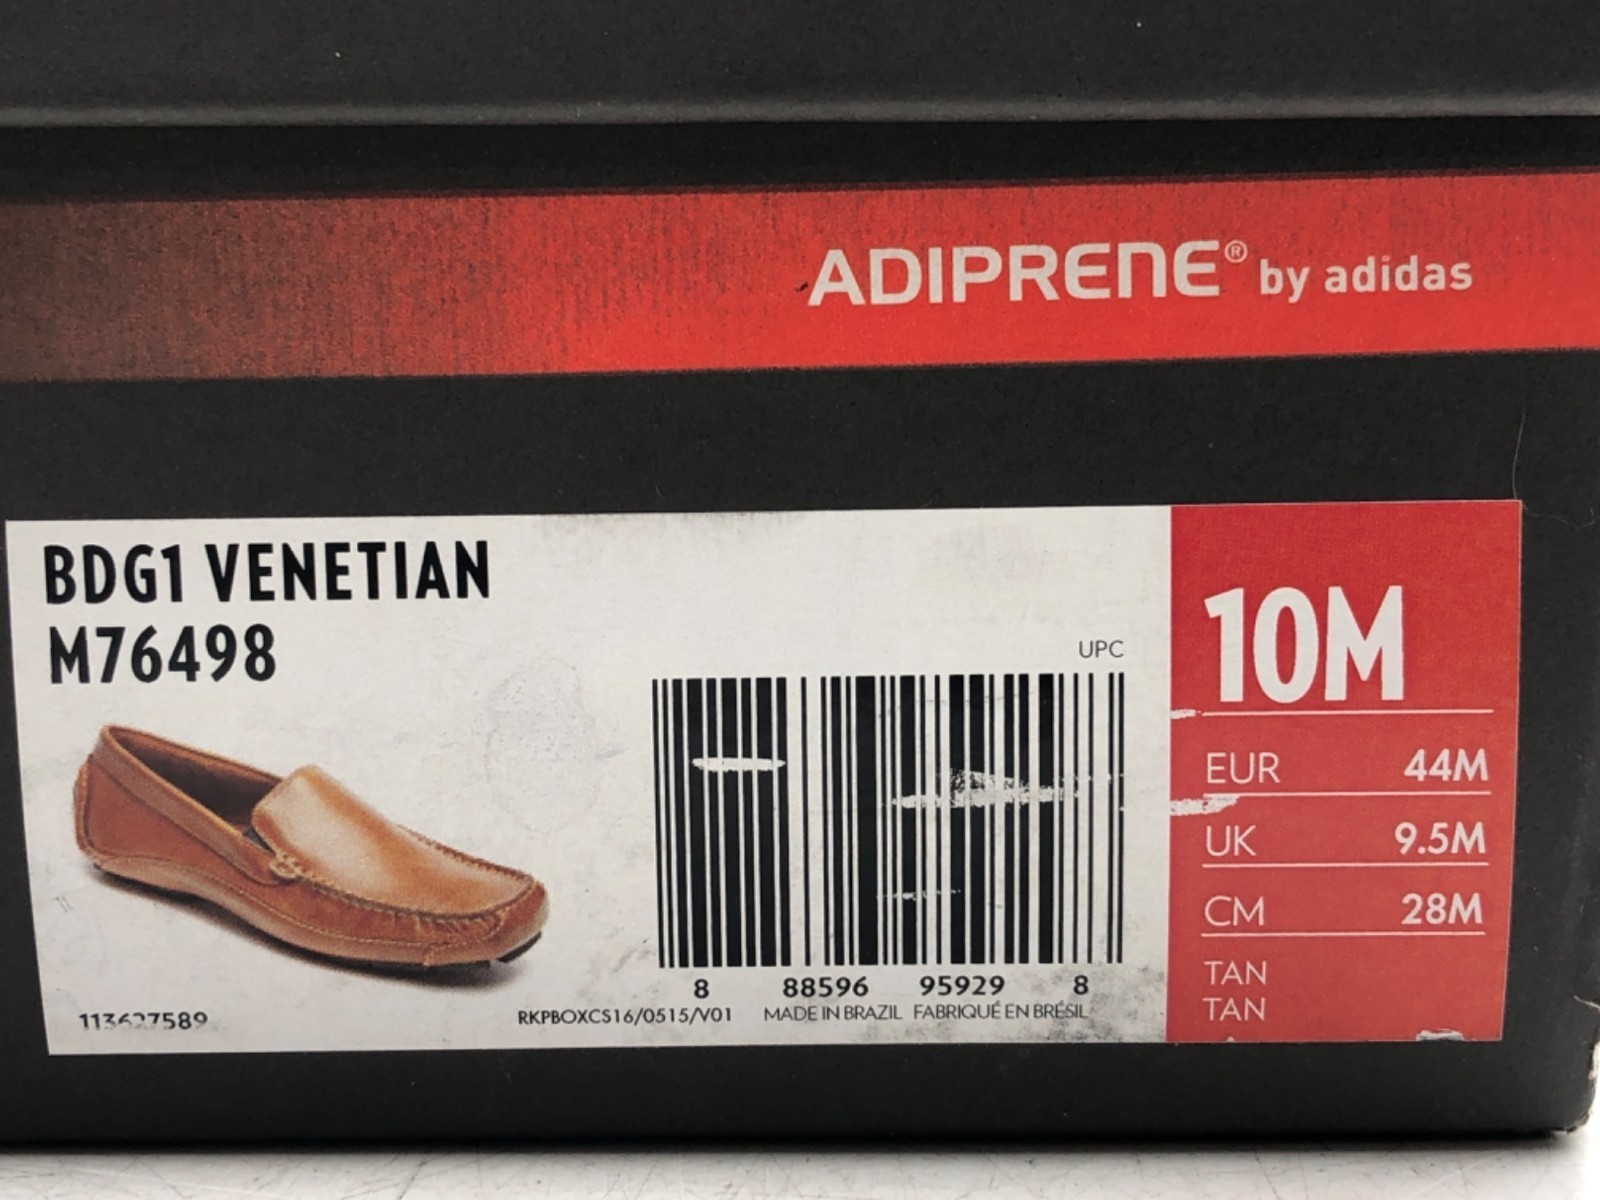 ADIPRENE® by adidas
BDG1 VENETIAN
M76498
UPC
8 88596 95929 8
113627589
RKPBOXCS16/0515/V01 MADE IN BRAZIL FABRIQUÉ EN BRÉSIL
10M
EUR 44M
UK 9.5M
CM 28M
TAN
TAN